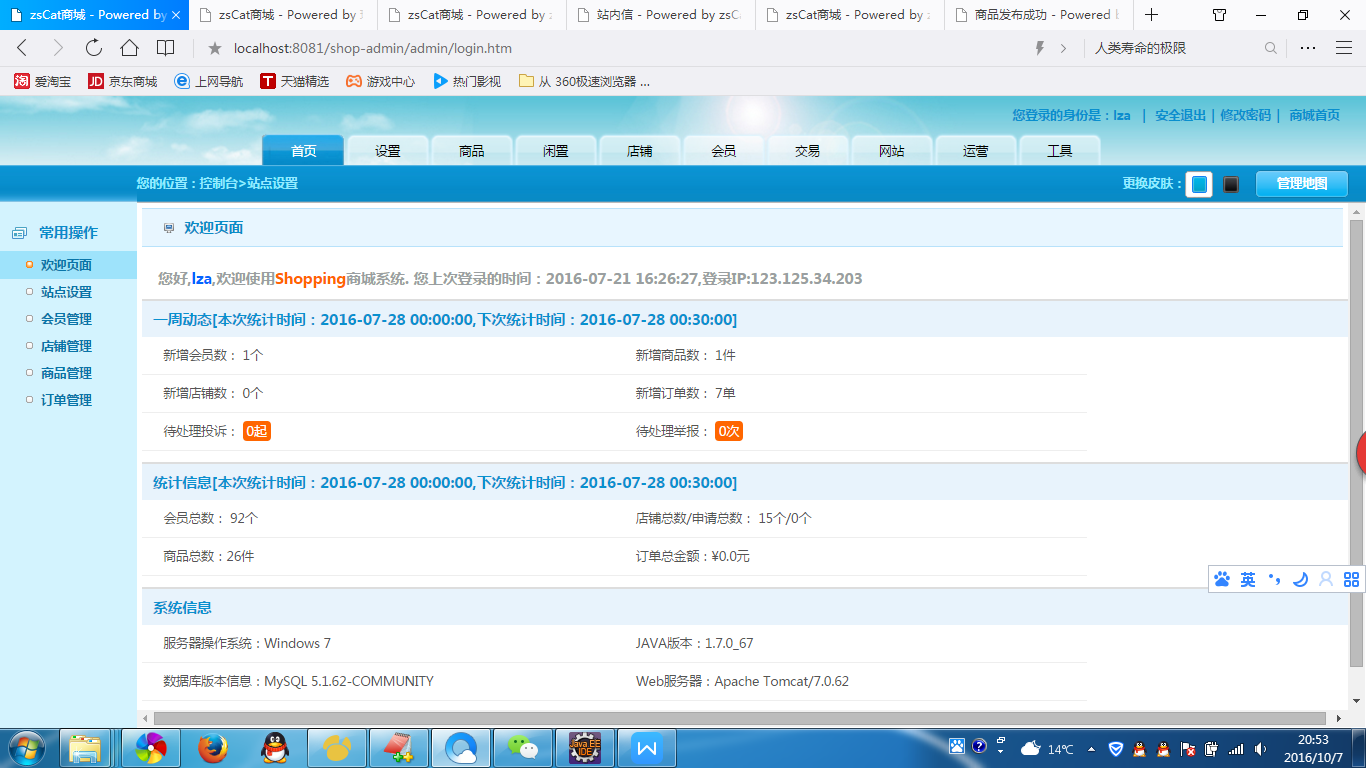 zsCat商城 - Powered by
zsCat商城 - Powered by
zsCat商城 - Powered by
站内信 - Powered by zsC
zsCat商城 - Powered by
商品发布成功 - Powered
localhost:8081/shop-admin/admin/login.htm
人类寿命的极限
爱淘宝 JD 京东商城 上网导航 天猫精选 游戏中心 热门影视 从 360极速浏览器 ...
您登录的身份是：lza | 安全退出 | 修改密码 | 商城首页
首页 设置 商品 闲置 店铺 会员 交易 网站 运营 工具
您的位置：控制台>站点设置
更换皮肤：
管理地图
常用操作
欢迎页面
站点设置
会员管理
店铺管理
商品管理
订单管理
欢迎页面
您好,lza,欢迎使用Shopping商城系统. 您上次登录的时间：2016-07-21 16:26:27,登录IP:123.125.34.203
一周动态[本次统计时间：2016-07-28 00:00:00,下次统计时间：2016-07-28 00:30:00]
新增会员数： 1个 新增商品数： 1件
新增店铺数： 0个 新增订单数： 7单
待处理投诉： 0起 待处理举报： 0次
统计信息[本次统计时间：2016-07-28 00:00:00,下次统计时间：2016-07-28 00:30:00]
会员总数： 92个 店铺总数/申请总数： 15个/0个
商品总数：26件 订单总金额：¥0.0元
系统信息
服务器操作系统：Windows 7 JAVA版本：1.7.0_67
数据库版本信息：MySQL 5.1.62-COMMUNITY Web服务器：Apache Tomcat/7.0.62
英
Java EE
IDE
14℃
20:53
2016/10/7